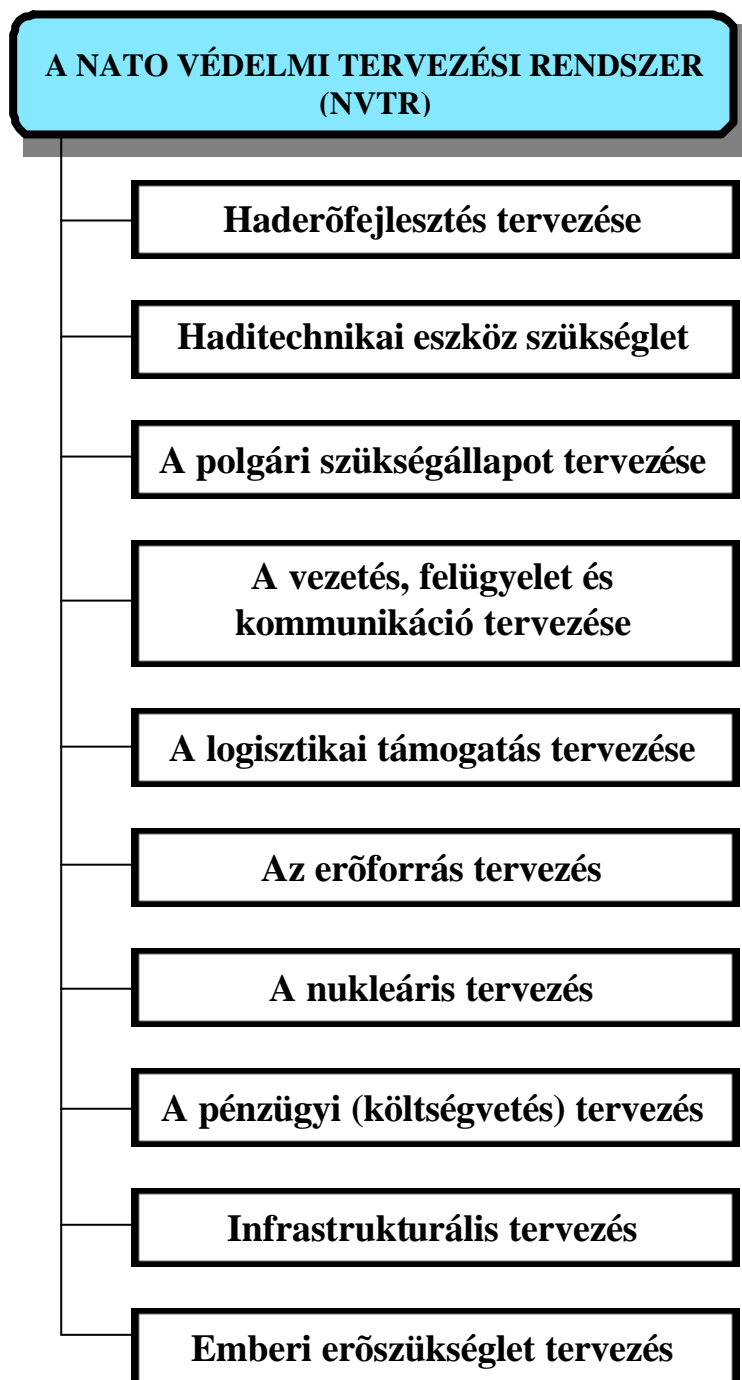 A NATO VÉDELMI TERVEZÉSI RENDSZER
(NVTR)
Haderõfejlesztés tervezése
Haditechnikai eszköz szükséglet
A polgári szükségállapot tervezése
A vezetés, felügyelet és
kommunikáció tervezése
A logisztikai támogatás tervezése
Az erõforrás tervezés
A nukleáris tervezés
A pénzügyi (költségvetés) tervezés
Infrastrukturális tervezés
Emberi erõszükséglet tervezés